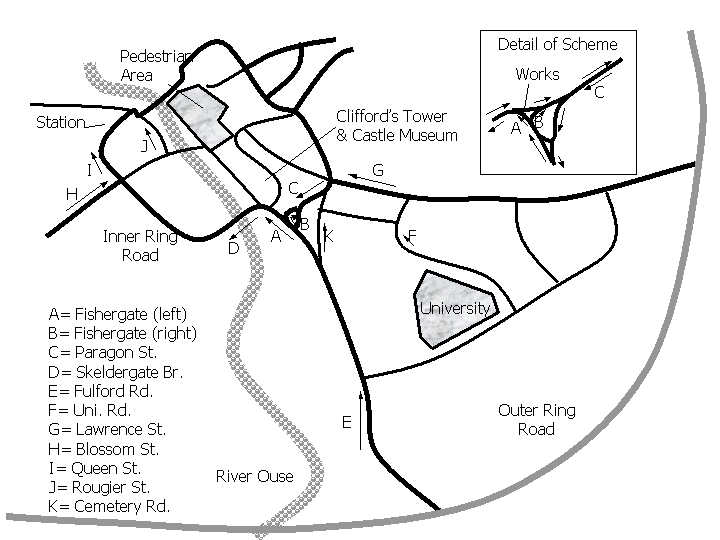 Detail of Scheme
Works
C
A
B
Pedestrian
Area
Station
Clifford's Tower
& Castle Museum
J
I
G
H
C
Inner Ring
Road
D
A
B
K
F
University
A= Fishergate (left)
B= Fishergate (right)
C= Paragon St.
D= Skeldergate Br.
E= Fulford Rd.
F= Uni. Rd.
G= Lawrence St.
H= Blossom St.
I= Queen St.
J= Rougier St.
K= Cemetery Rd.
E
Outer Ring
Road
River Ouse